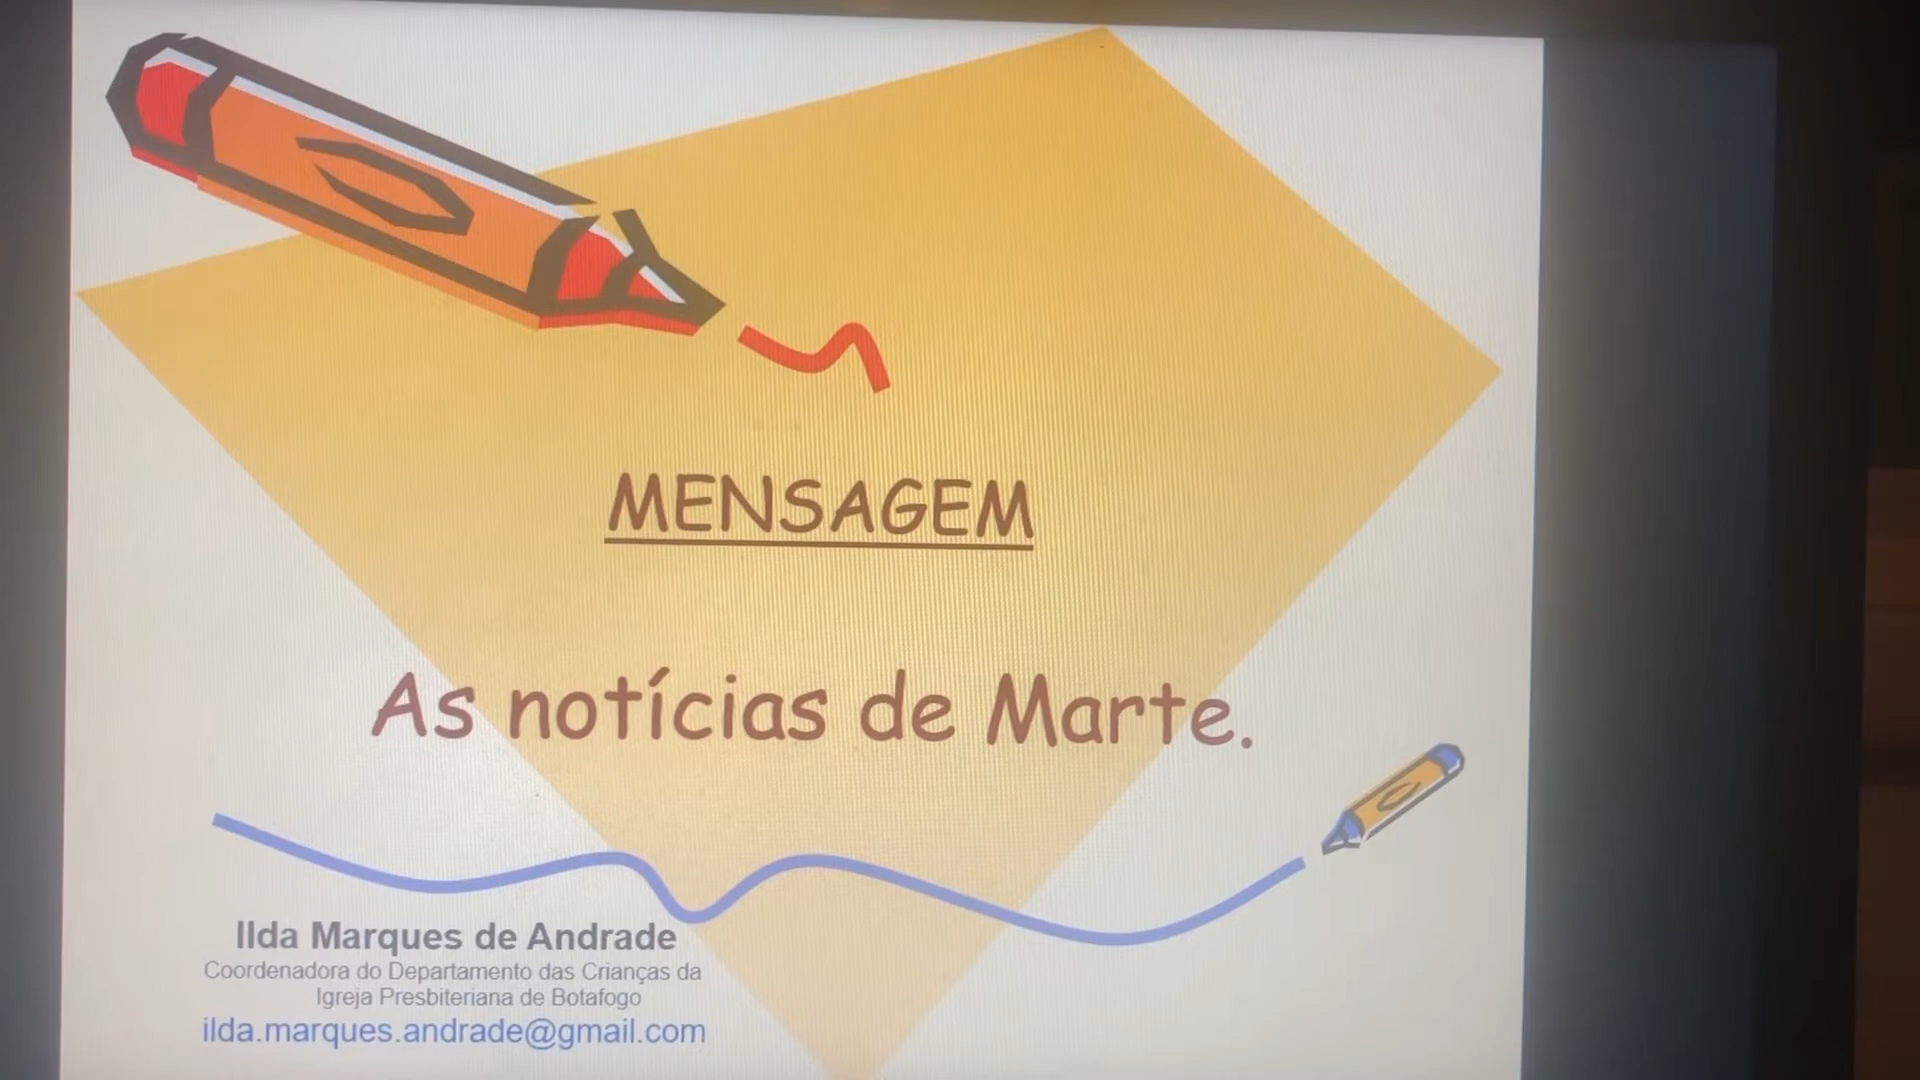 MENSAGEM
As notícias de Marte.
Ilda Marques de Andrade
Coordenadora do Departamento das Crianças da
Igreja Presbiteriana de Botafogo
ilda.marques.andrade@gmail.com